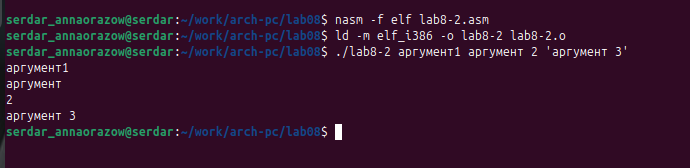 serdar_annaorazow@serdar:~/work/arch-pc/lab08$ nasm -f elf lab8-2.asm
serdar_annaorazow@serdar:~/work/arch-pc/lab08$ ld -m elf_i386 -o lab8-2 lab8-2.o
serdar_annaorazow@serdar:~/work/arch-pc/lab08$ ./lab8-2 аргумент1 аргумент 2 'аргумент 3'
аргумент1
аргумент
2
аргумент 3
serdar_annaorazow@serdar:~/work/arch-pc/lab08$